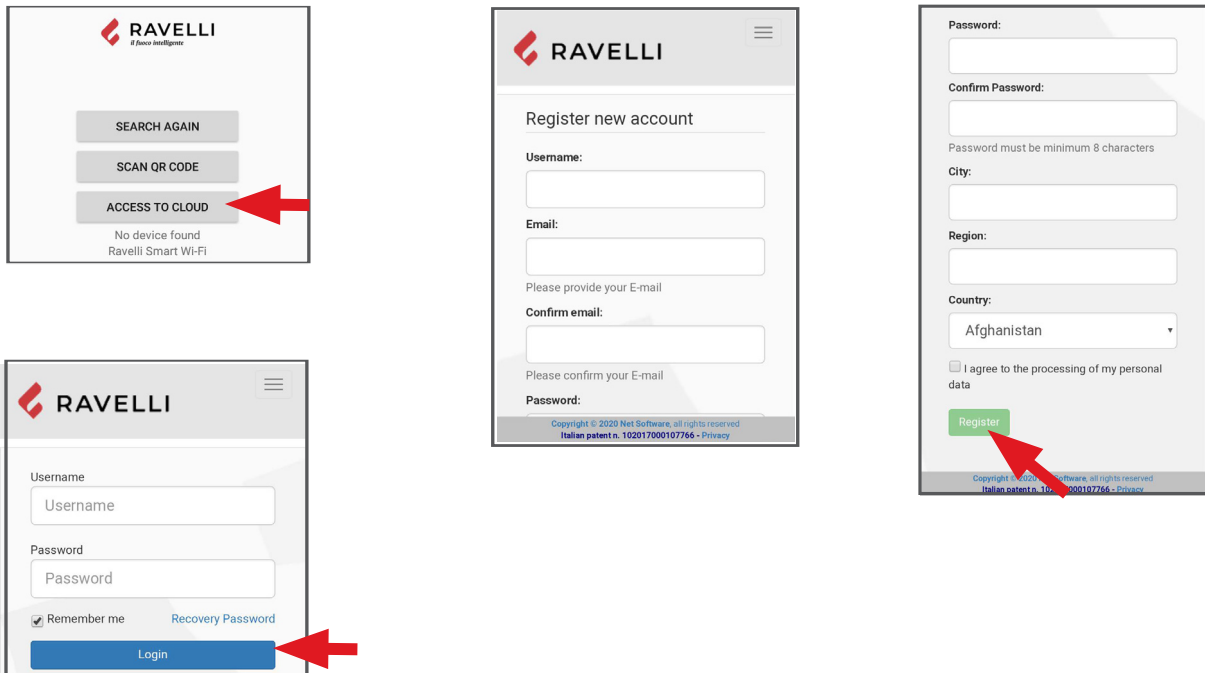 RAVELLI
il fuoco intelligente
SEARCH AGAIN
SCAN QR CODE
ACCESS TO CLOUD
No device found
Ravelli Smart Wi-Fi
RAVELLI
Username
Username
Password
Password
Remember me
Recovery Password
Login
RAVELLI
Register new account
Username:
Email:
Please provide your E-mail
Confirm email:
Please confirm your E-mail
Password:
Copyright © 2020 Net Software, all rights reserved
Italian patent n. 102017000107766 - Privacy
Password:
Confirm Password:
Password must be minimum 8 characters
City:
Region:
Country:
Afghanistan
I agree to the processing of my personal
data
Register
Copyright © 2020 Software, all rights reserved
Italian patent n. 000107766 - Privacy